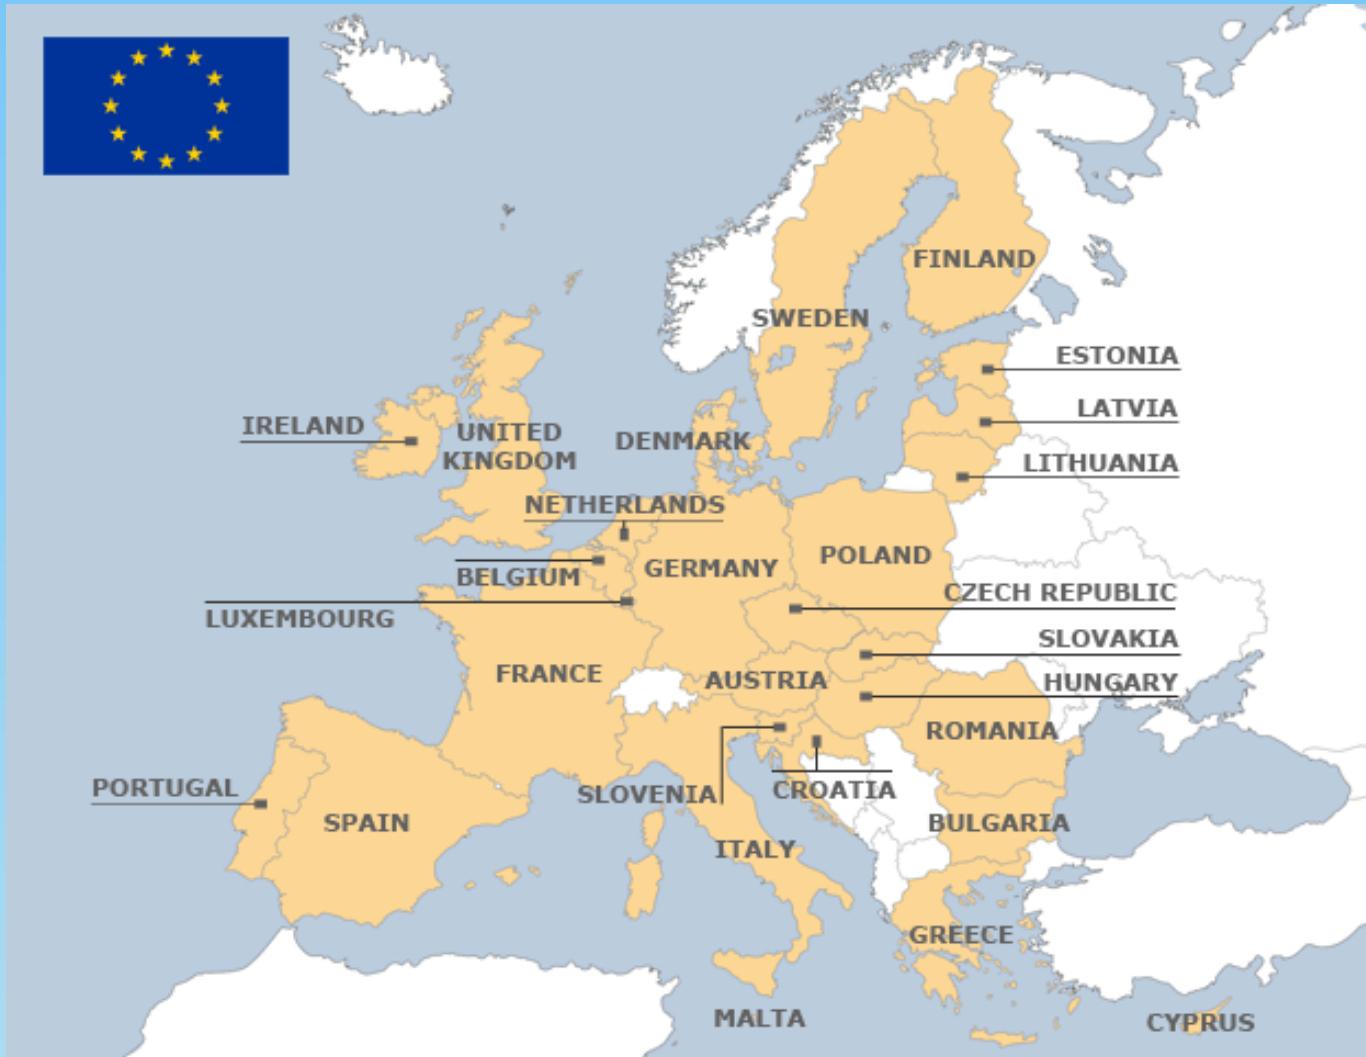 FINLAND
SWEDEN
ESTONIA
LATVIA
IRELAND
UNITED
KINGDOM
DENMARK
LITHUANIA
NETHERLANDS
POLAND
GERMANY
BELGIUM
CZECH REPUBLIC
LUXEMBOURG
SLOVAKIA
FRANCE
AUSTRIA
HUNGARY
ROMANIA
PORTUGAL
SLOVENIA
CROATIA
SPAIN
BULGARIA
ITALY
GREECE
MALTA
CYPRUS